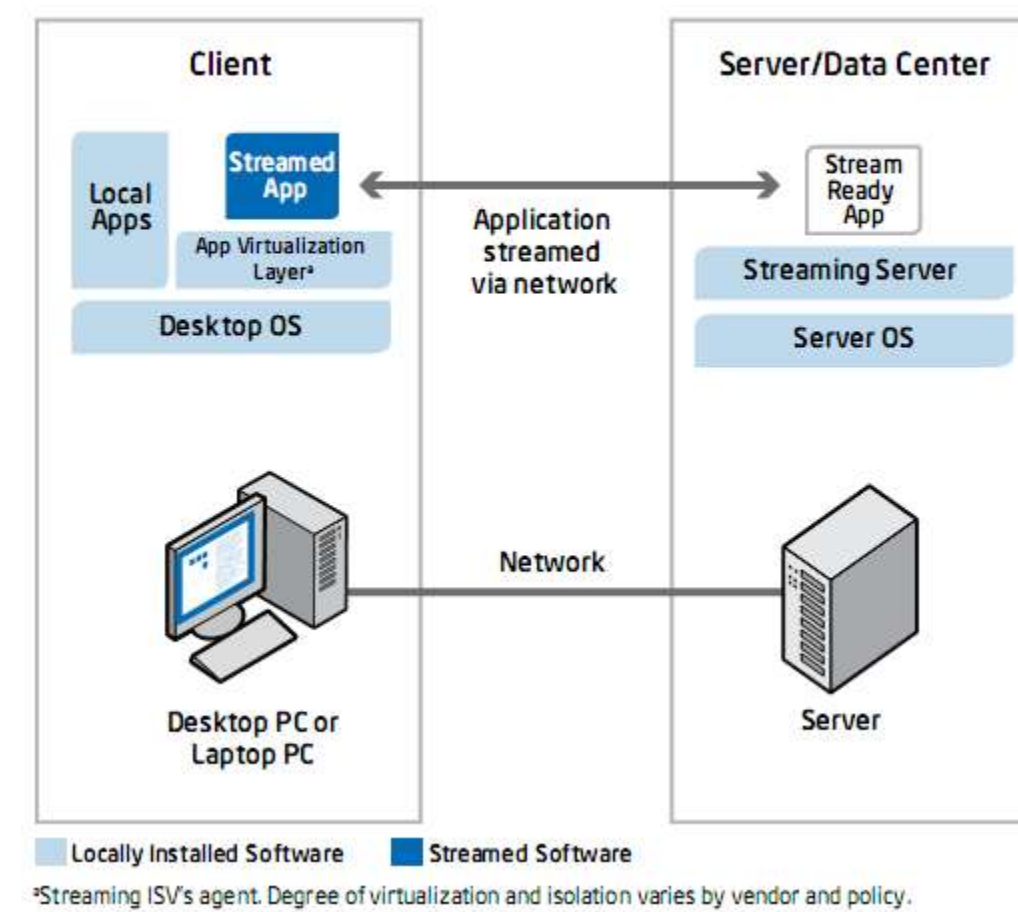 Client
Server/Data Center
Local
Apps
Streamed
App
App Virtualization
Layerª
Desktop OS
Application
streamed
via network
Stream
Ready
App
Streaming Server
Server OS
Network
Desktop PC or
Laptop PC
Server
Locally Installed Software
Streamed Software
ªStreaming ISV's agent. Degree of virtualization and isolation varies by vendor and policy.